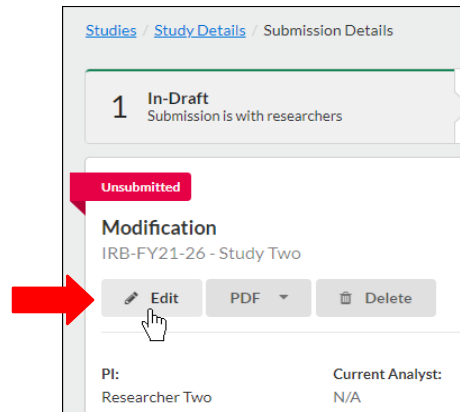 Studies / Study Details / Submission Details
1 In-Draft
Submission is with researchers
Unsubmitted
Modification
IRB-FY21-26 - Study Two
Edit PDF Delete
PI: Current Analyst:
Researcher Two N/A